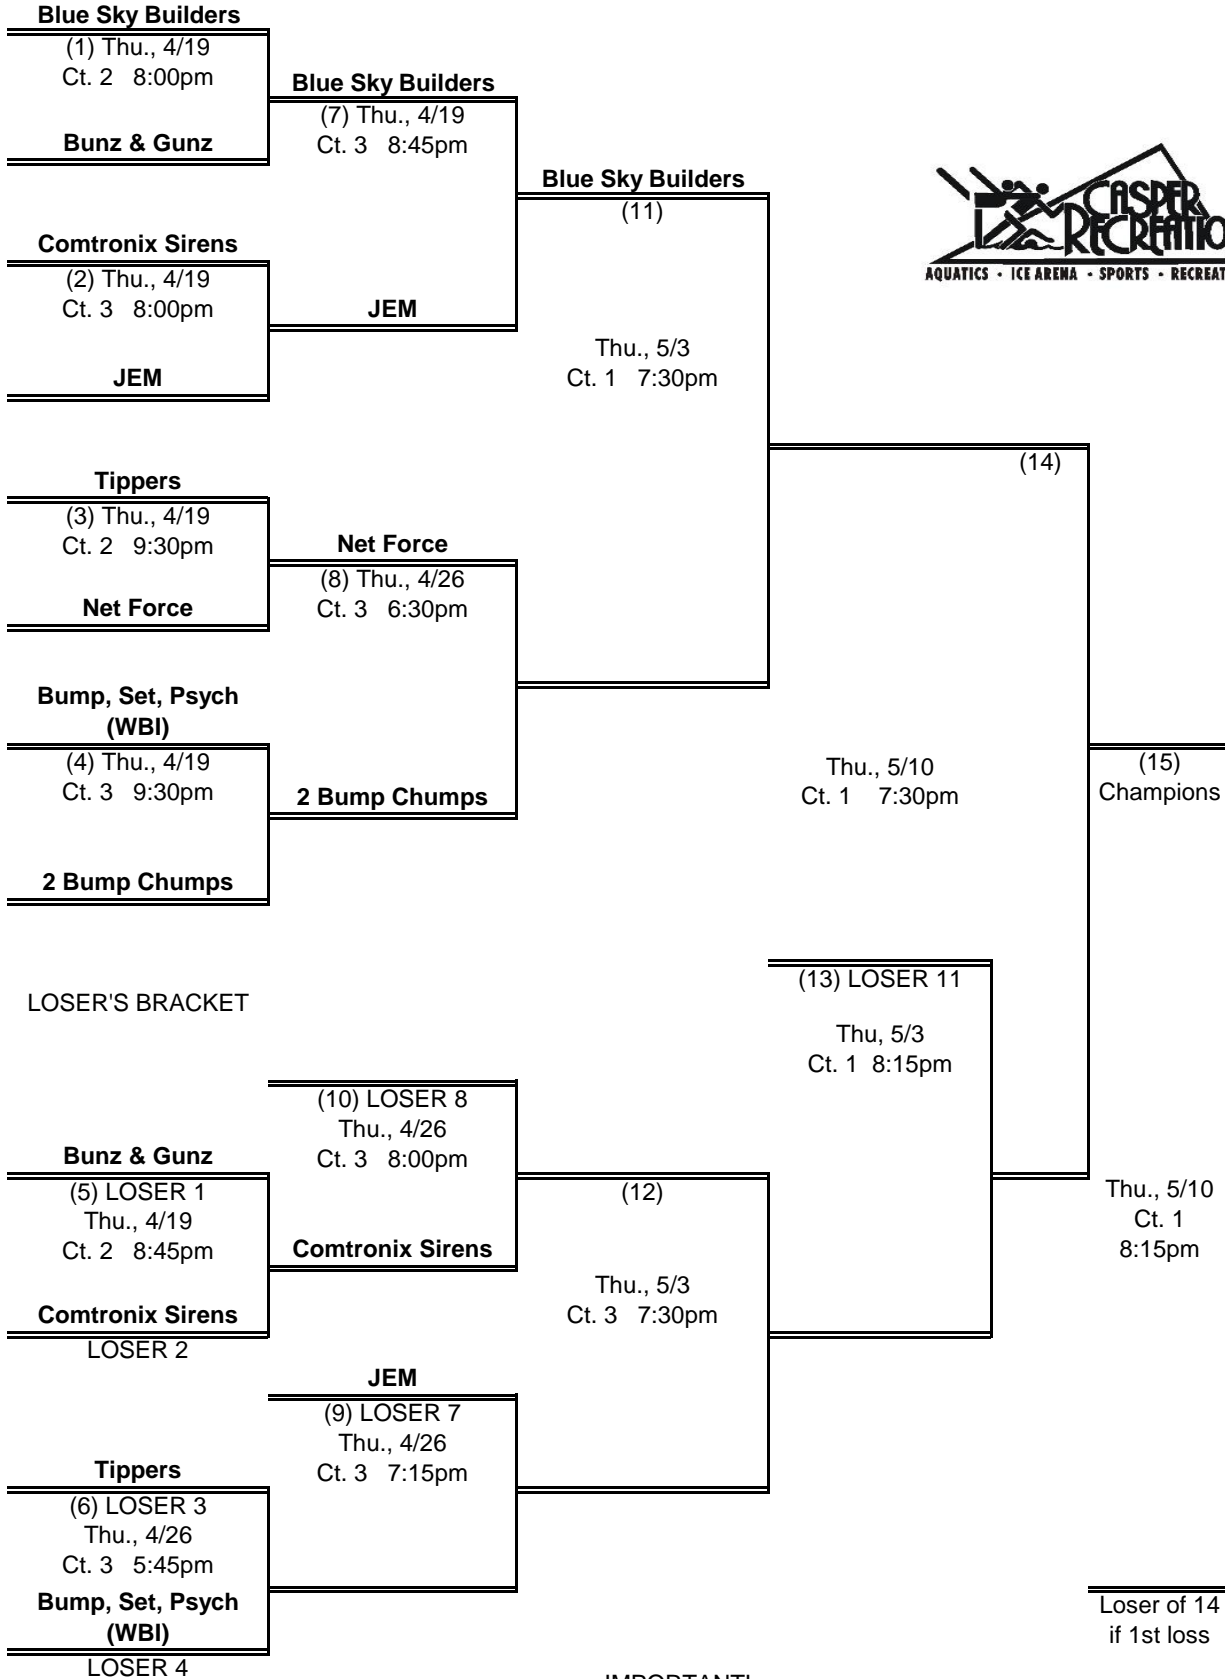 Blue Sky Builders
(1) Thu., 4/19
Ct. 2 8:00pm
Bunz & Gunz
Blue Sky Builders
(7) Thu., 4/19
Ct. 3 8:45pm
Blue Sky Builders
(11)
CASPER
RECREATIO
AQUATICS • ICE ARENA • SPORTS • RECREAT
Comtronix Sirens
(2) Thu., 4/19
Ct. 3 8:00pm
JEM
JEM
Thu., 5/3
Ct. 1 7:30pm
(14)
Tippers
(3) Thu., 4/19
Ct. 2 9:30pm
Net Force
Net Force
(8) Thu., 4/26
Ct. 3 6:30pm
Bump, Set, Psych
(WBI)
(4) Thu., 4/19
Ct. 3 9:30pm
2 Bump Chumps
2 Bump Chumps
Thu., 5/10
Ct. 1 7:30pm
(15)
Champions
LOSER'S BRACKET
(13) LOSER 11
Thu, 5/3
Ct. 1 8:15pm
(10) LOSER 8
Thu., 4/26
Ct. 3 8:00pm
Bunz & Gunz
(5) LOSER 1
Thu., 4/19
Ct. 2 8:45pm
Comtronix Sirens
(12)
Thu., 5/3
Ct. 3 7:30pm
Thu., 5/10
Ct. 1
8:15pm
Comtronix Sirens
LOSER 2
JEM
(9) LOSER 7
Thu., 4/26
Ct. 3 7:15pm
Tippers
(6) LOSER 3
Thu., 4/26
Ct. 3 5:45pm
Bump, Set, Psych
(WBI)
LOSER 4
Loser of 14
if 1st loss